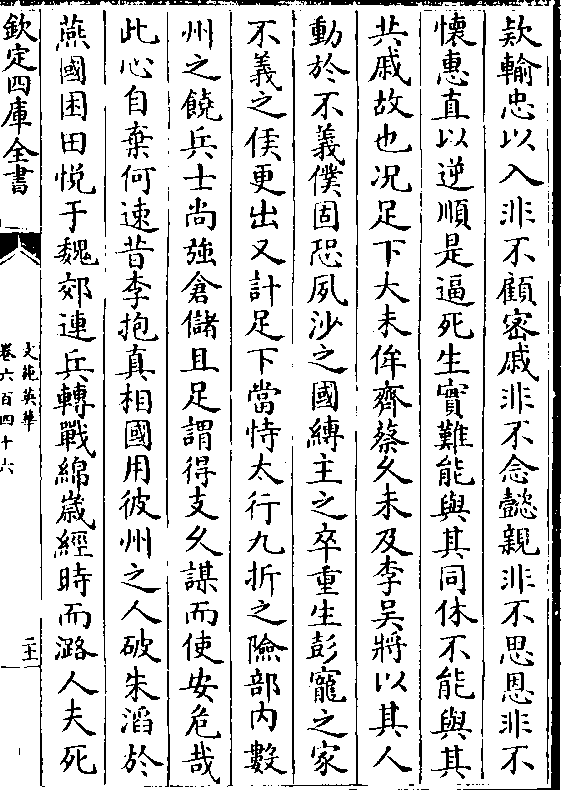 欵輸忠以入非不顧密戚非不念懿親非不思恩非不
懷惠直以逆順是逼死生實難能與其同休不能與其
共戚故也况足下大未侔齊蔡久未及李吳將以其人
動於不義僕固恐夙沙之國縛主之卒重生彭寵之家
不義之侯更出又計足下當恃太行九折之險部内數
州之饒兵士尚強倉儲且足謂得支久謀而使安危哉
此心自棄何速昔李抱真相國用彼州之人破朱滔於
燕國困田悦于魏郊連兵轉戰綿歳經時而潞人夫死
欽定四庫全書
文苑英華
卷六百四十六
二十